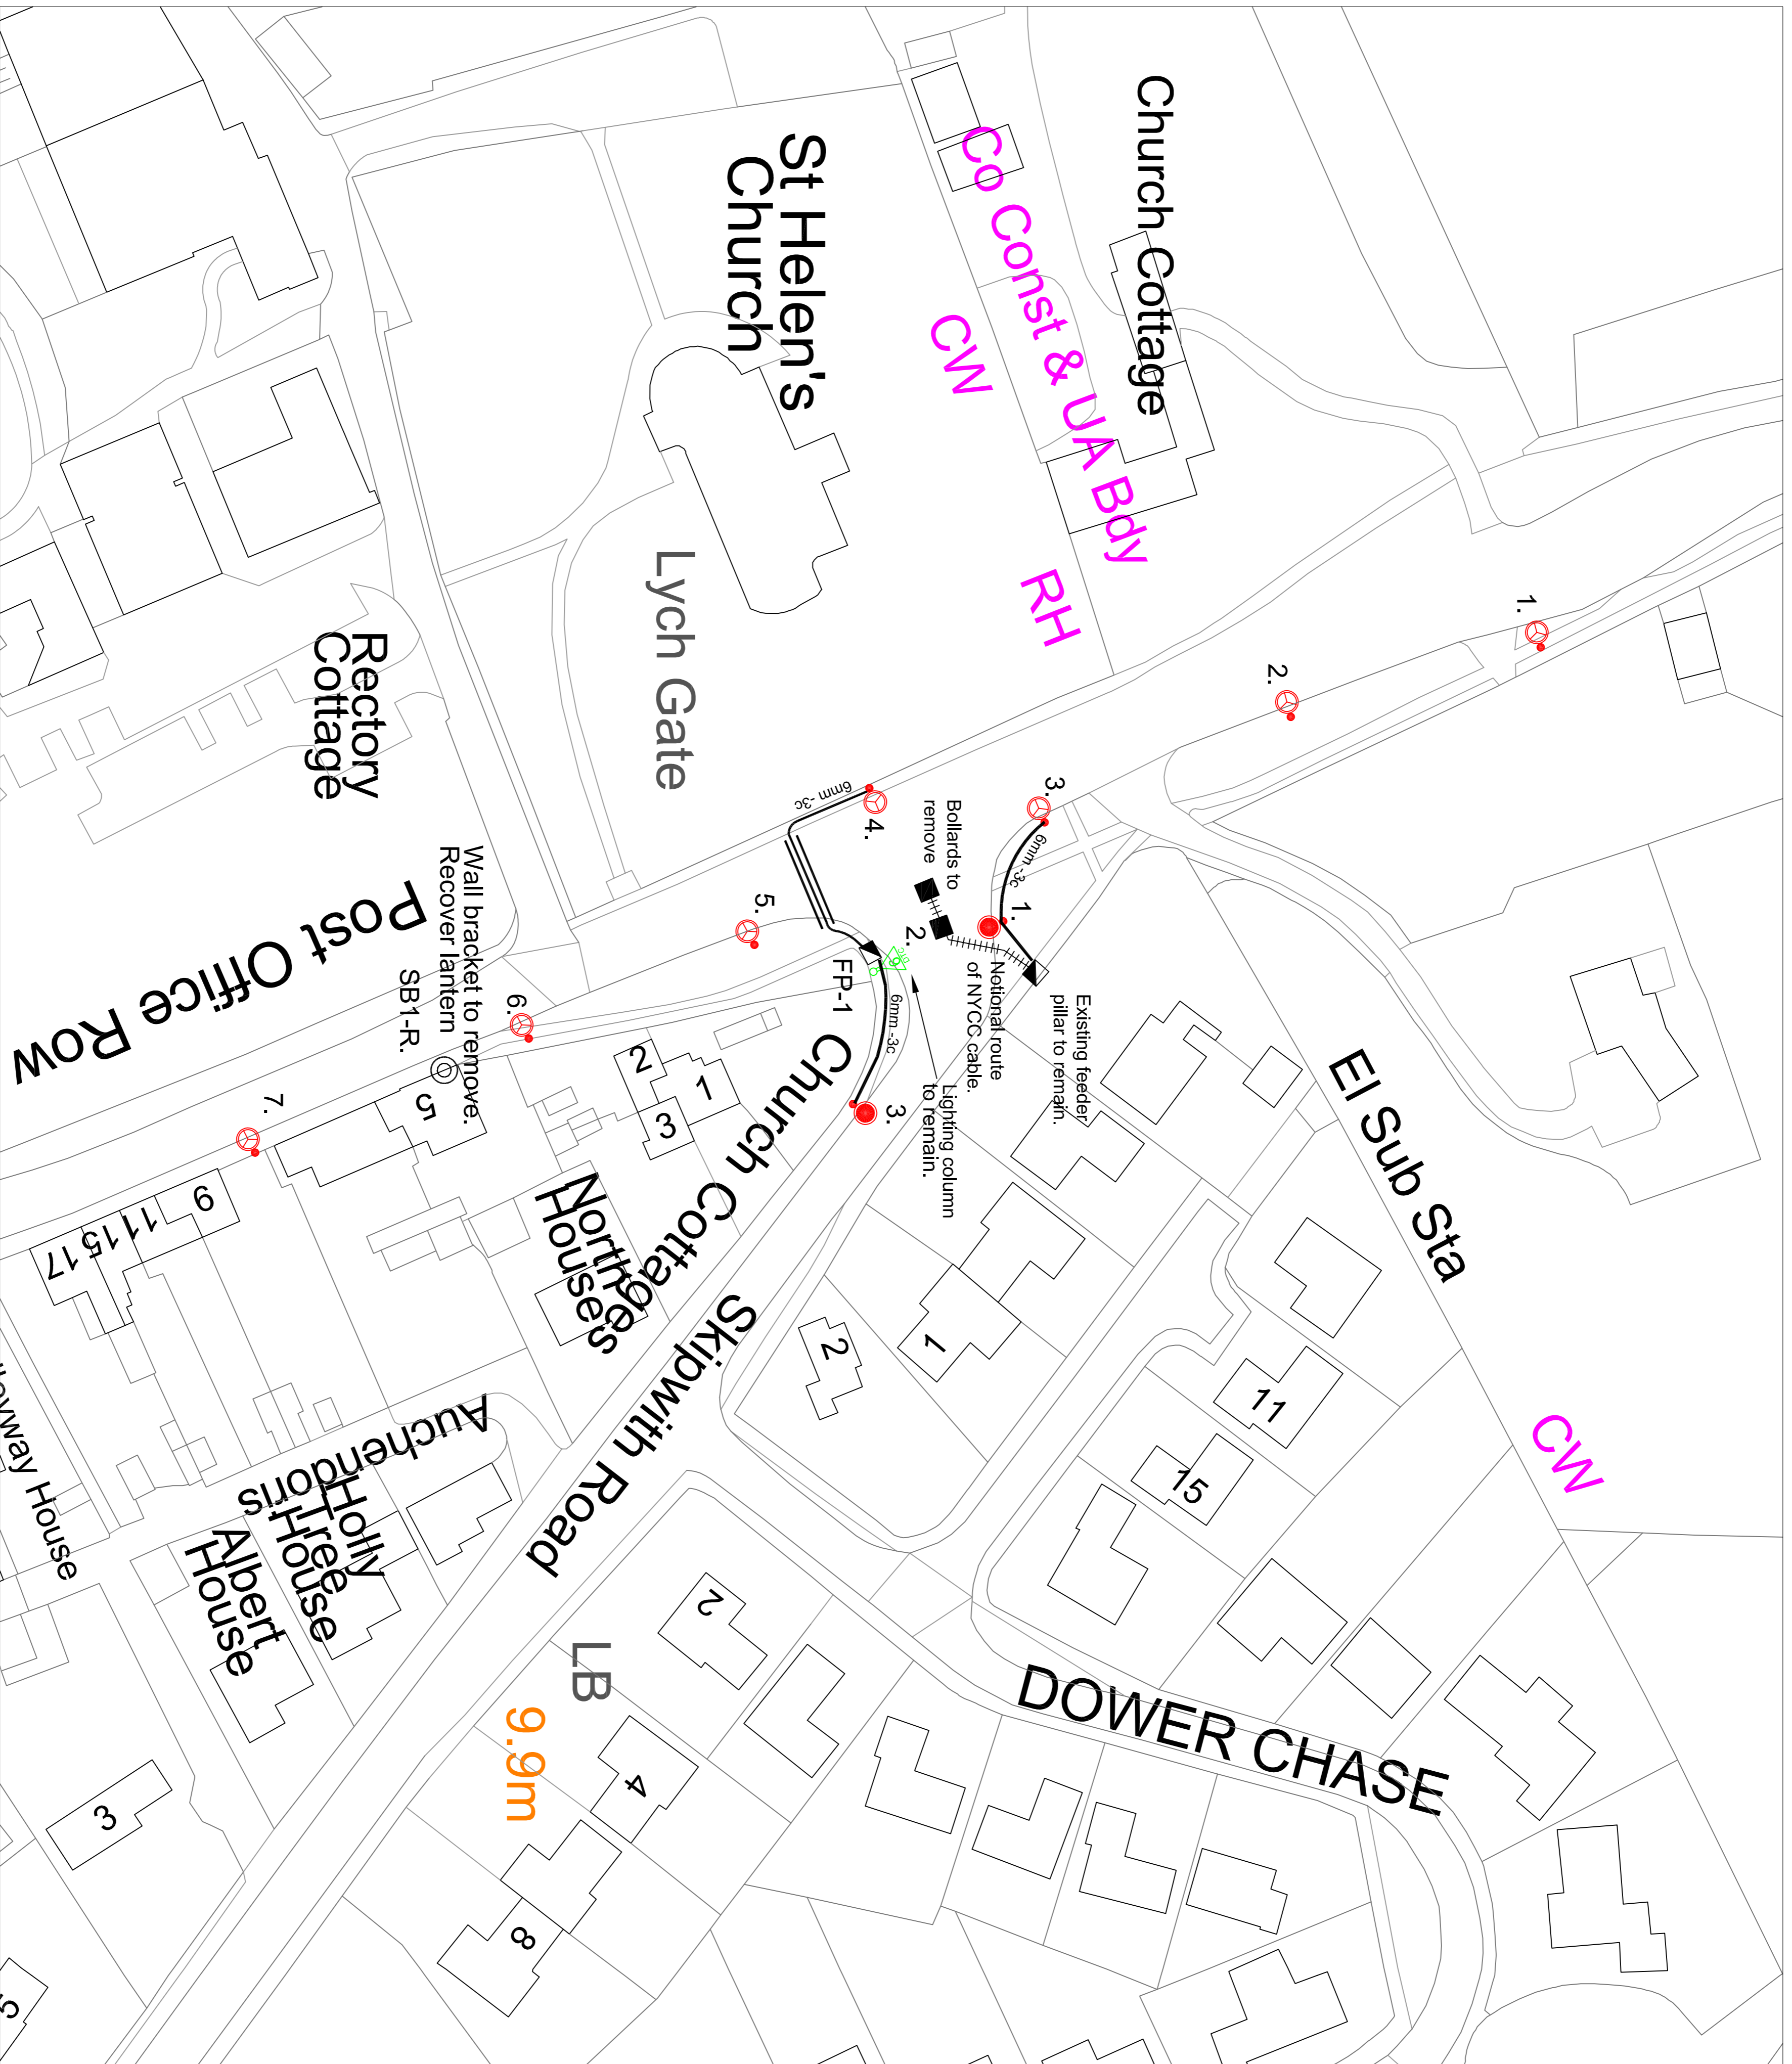 Church Cottage
Co Const & UA Bdy
CW
RH
St Helen's
Church
Lych Gate
Rectory
Cottage
1.
2.
3.
4.
5.
6.
7.
6mm -3c
6mm -3c
6mm -3c
Bollards to
remove
1.
2.
3.
FP-1
Notional route
of NYCC cable.
Existing feeder
pillar to remain.
Lighting column
to remain.
Wall bracket to remove.
Recover lantern
SB1-R.
Post Office Row
Church Cottages
2
1
3
5
9
11
15
17
Northges
Houses
Skipwith Road
Auchendoris
Holly
Tree
House
Albert
House
House
El Sub Sta
CW
1
2
11
15
DOWER CHASE
2
4
8
LB
9.9m
3
5